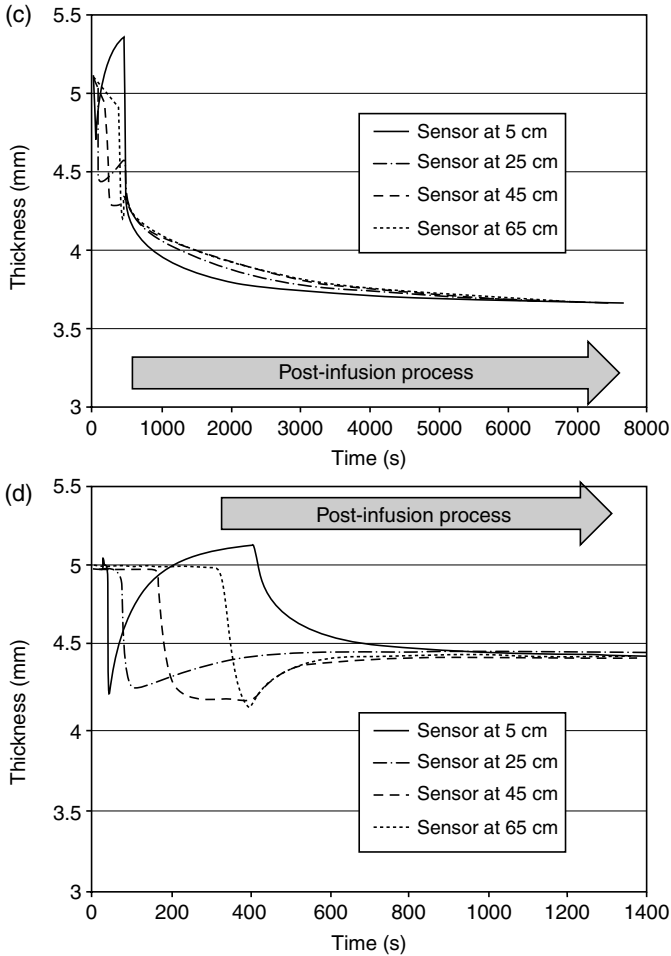 (c)
5.5
5
4.5
4
3.5
3
Thickness (mm)
Sensor at 5 cm
Sensor at 25 cm
Sensor at 45 cm
Sensor at 65 cm
Post-infusion process
0 1000 2000 3000 4000 5000 6000 7000 8000
Time (s)
(d)
5.5
5
4.5
4
3.5
3
Thickness (mm)
Post-infusion process
Sensor at 5 cm
Sensor at 25 cm
Sensor at 45 cm
Sensor at 65 cm
0 200 400 600 800 1000 1200 1400
Time (s)